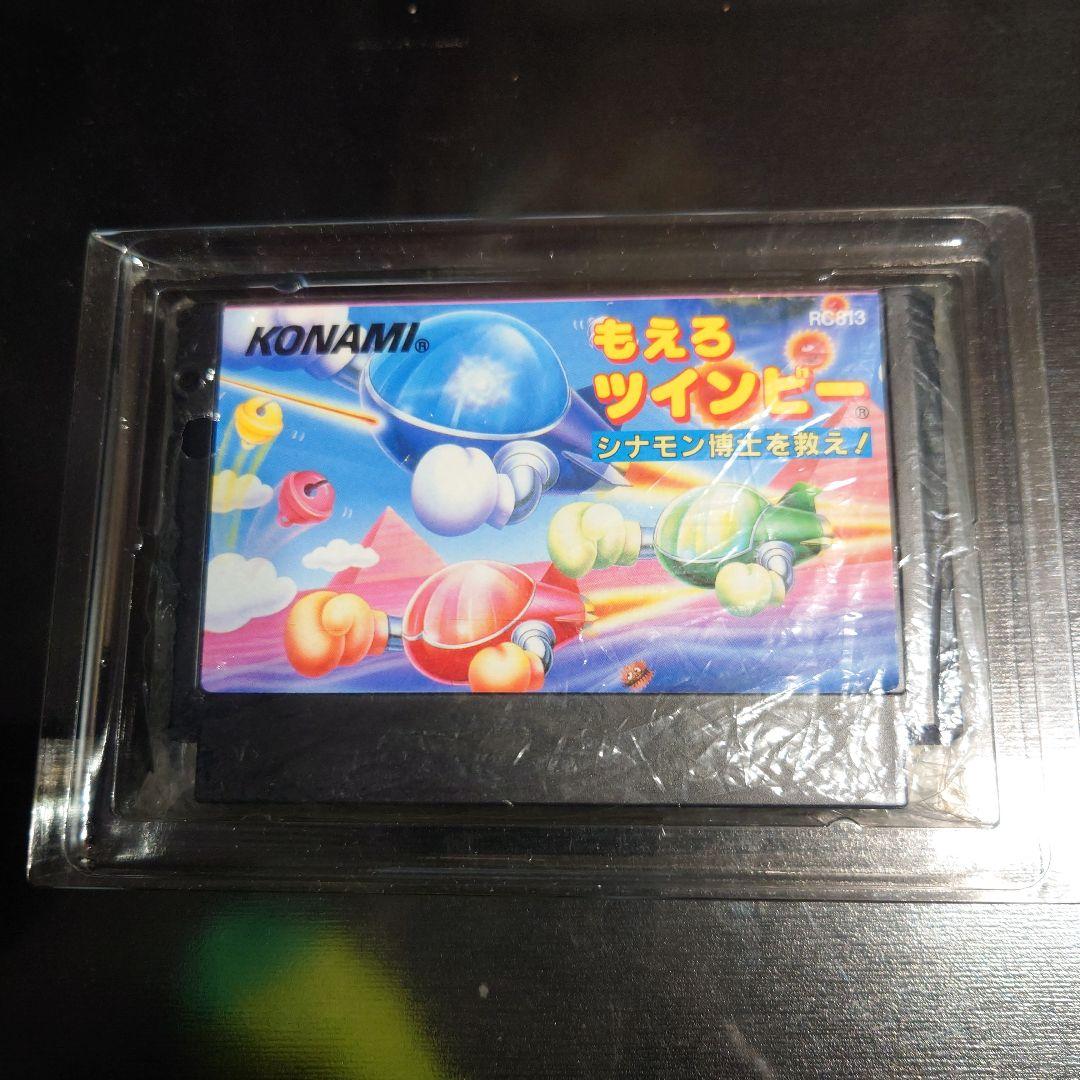 KONAMI®
RC813
もえろ
ツインビー®
シナモン博士を救え!